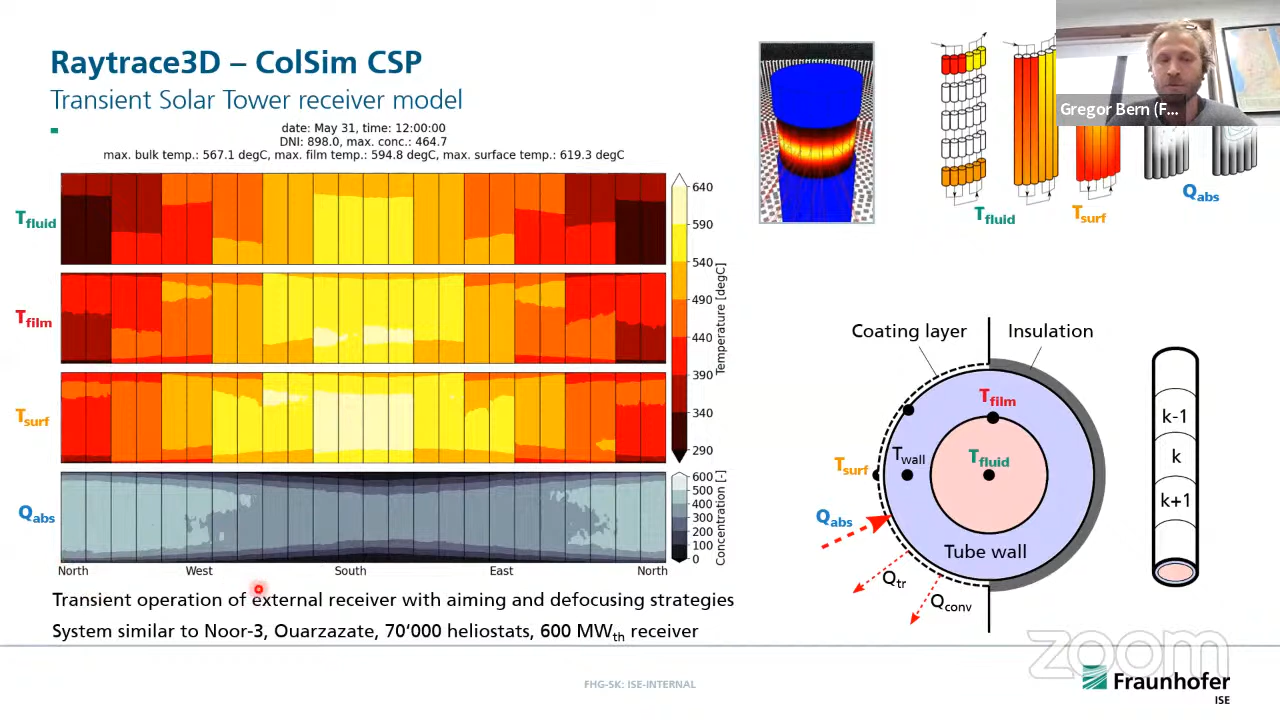 Raytrace3D – ColSim CSP
Transient Solar Tower receiver model
date: May 31, time: 12:00:00
DNI: 898.0, max. conc.: 464.7
max. bulk temp.: 567.1 degC, max. film temp.: 594.8 degC, max. surface temp.: 619.3 degC
Tfluid
Tfilm
Tsurf
Qabs
640
590
540
490
440
390
340
290
Temperature [degC]
600
500
400
300
200
100
0
Concentration [-]
North
West
South
East
North
Transient operation of external receiver with aiming and defocusing strategies
System similar to Noor-3, Ouarzazate, 70‘000 heliostats, 600 MWth receiver
Gregor Bern (F...
Tfluid
Tsurf
Qabs
Coating layer
Insulation
Tfilm
Twall
Tfluid
Tsurf
Qabs
Tube wall
Qtr
Qconv
k-1
k
k+1
zoom
Fraunhofer
ISE
FHG-SK: ISE-INTERNAL